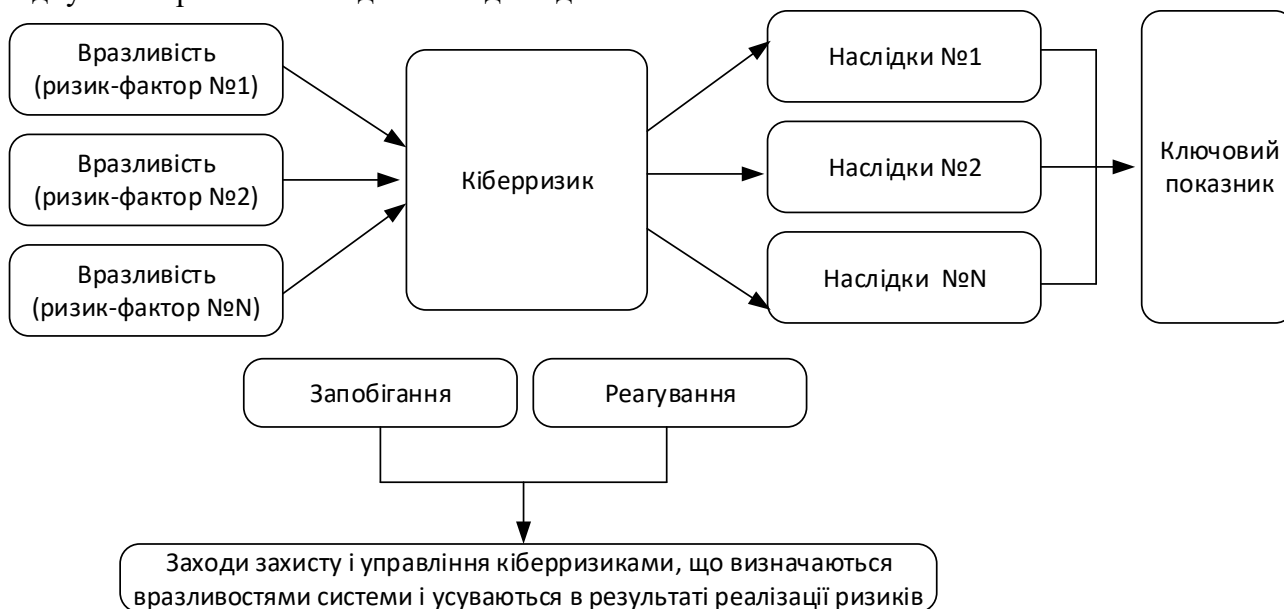 Вразливість
(ризик-фактор №1)
Вразливість
(ризик-фактор №2)
Вразливість
(ризик-фактор №N)
Кіберризик
Наслідки №1
Наслідки №2
Наслідки №N
Ключовий
показник
Запобігання
Реагування
Заходи захисту і управління кіберризиками, що визначаються
вразливостями системи і усуваються в результаті реалізації ризиків